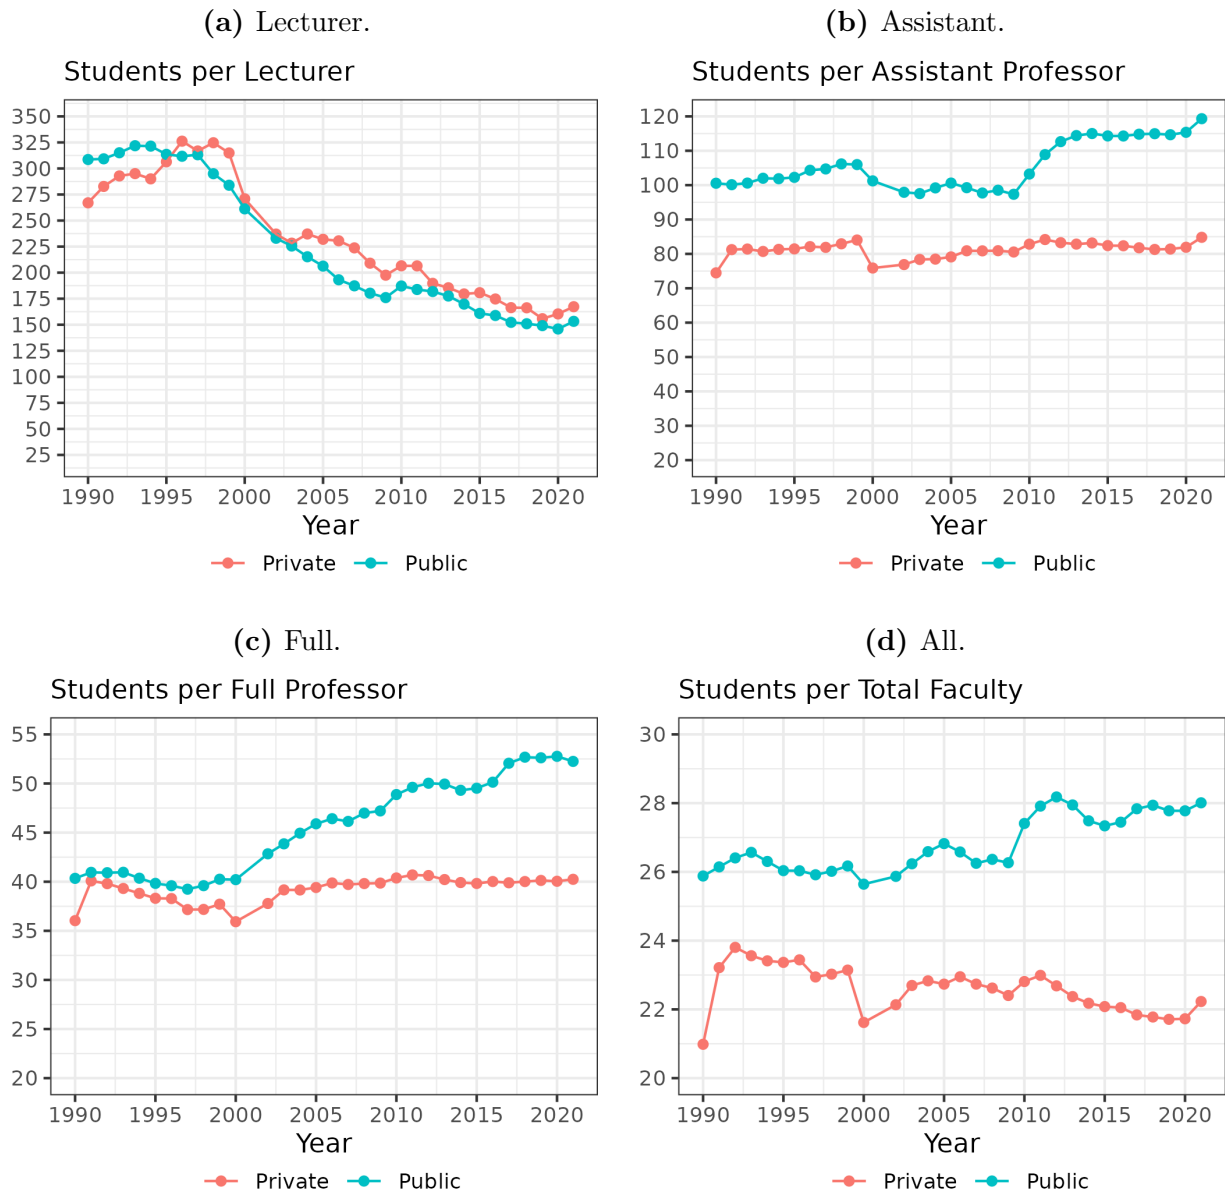 (a) Lecturer.
Students per Lecturer
350
325
300
275
250
225
200
175
150
125
100
75
50
25
1990 1995 2000 2005 2010 2015 2020
Year
Private Public
(b) Assistant.
Students per Assistant Professor
120
110
100
90
80
70
60
50
40
30
20
1990 1995 2000 2005 2010 2015 2020
Year
Private Public
(c) Full.
Students per Full Professor
55
50
45
40
35
30
25
20
1990 1995 2000 2005 2010 2015 2020
Year
Private Public
(d) All.
Students per Total Faculty
30
28
26
24
22
20
1990 1995 2000 2005 2010 2015 2020
Year
Private Public